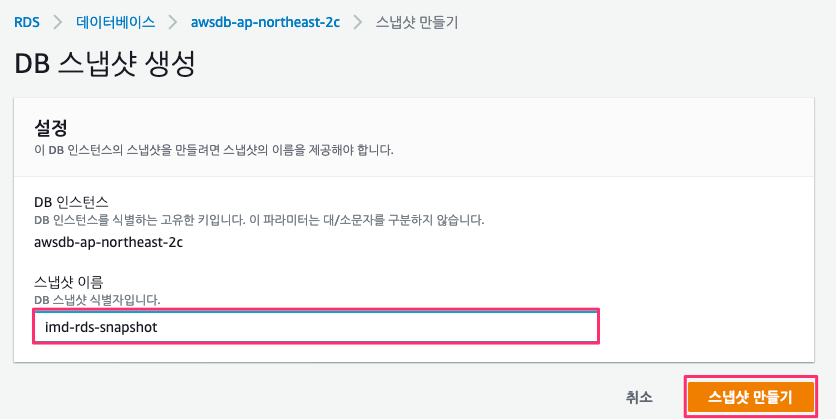 RDS > 데이터베이스 > awsdb-ap-northeast-2c > 스냅샷 만들기
DB 스냅샷 생성
설정
이 DB 인스턴스의 스냅샷을 만들려면 스냅샷의 이름을 제공해야 합니다.
DB 인스턴스
DB 인스턴스를 식별하는 고유한 키입니다. 이 파라미터는 대/소문자를 구분하지 않습니다.
awsdb-ap-northeast-2c
스냅샷 이름
DB 스냅샷 식별자입니다.
imd-rds-snapshot
취소 스냅샷 만들기